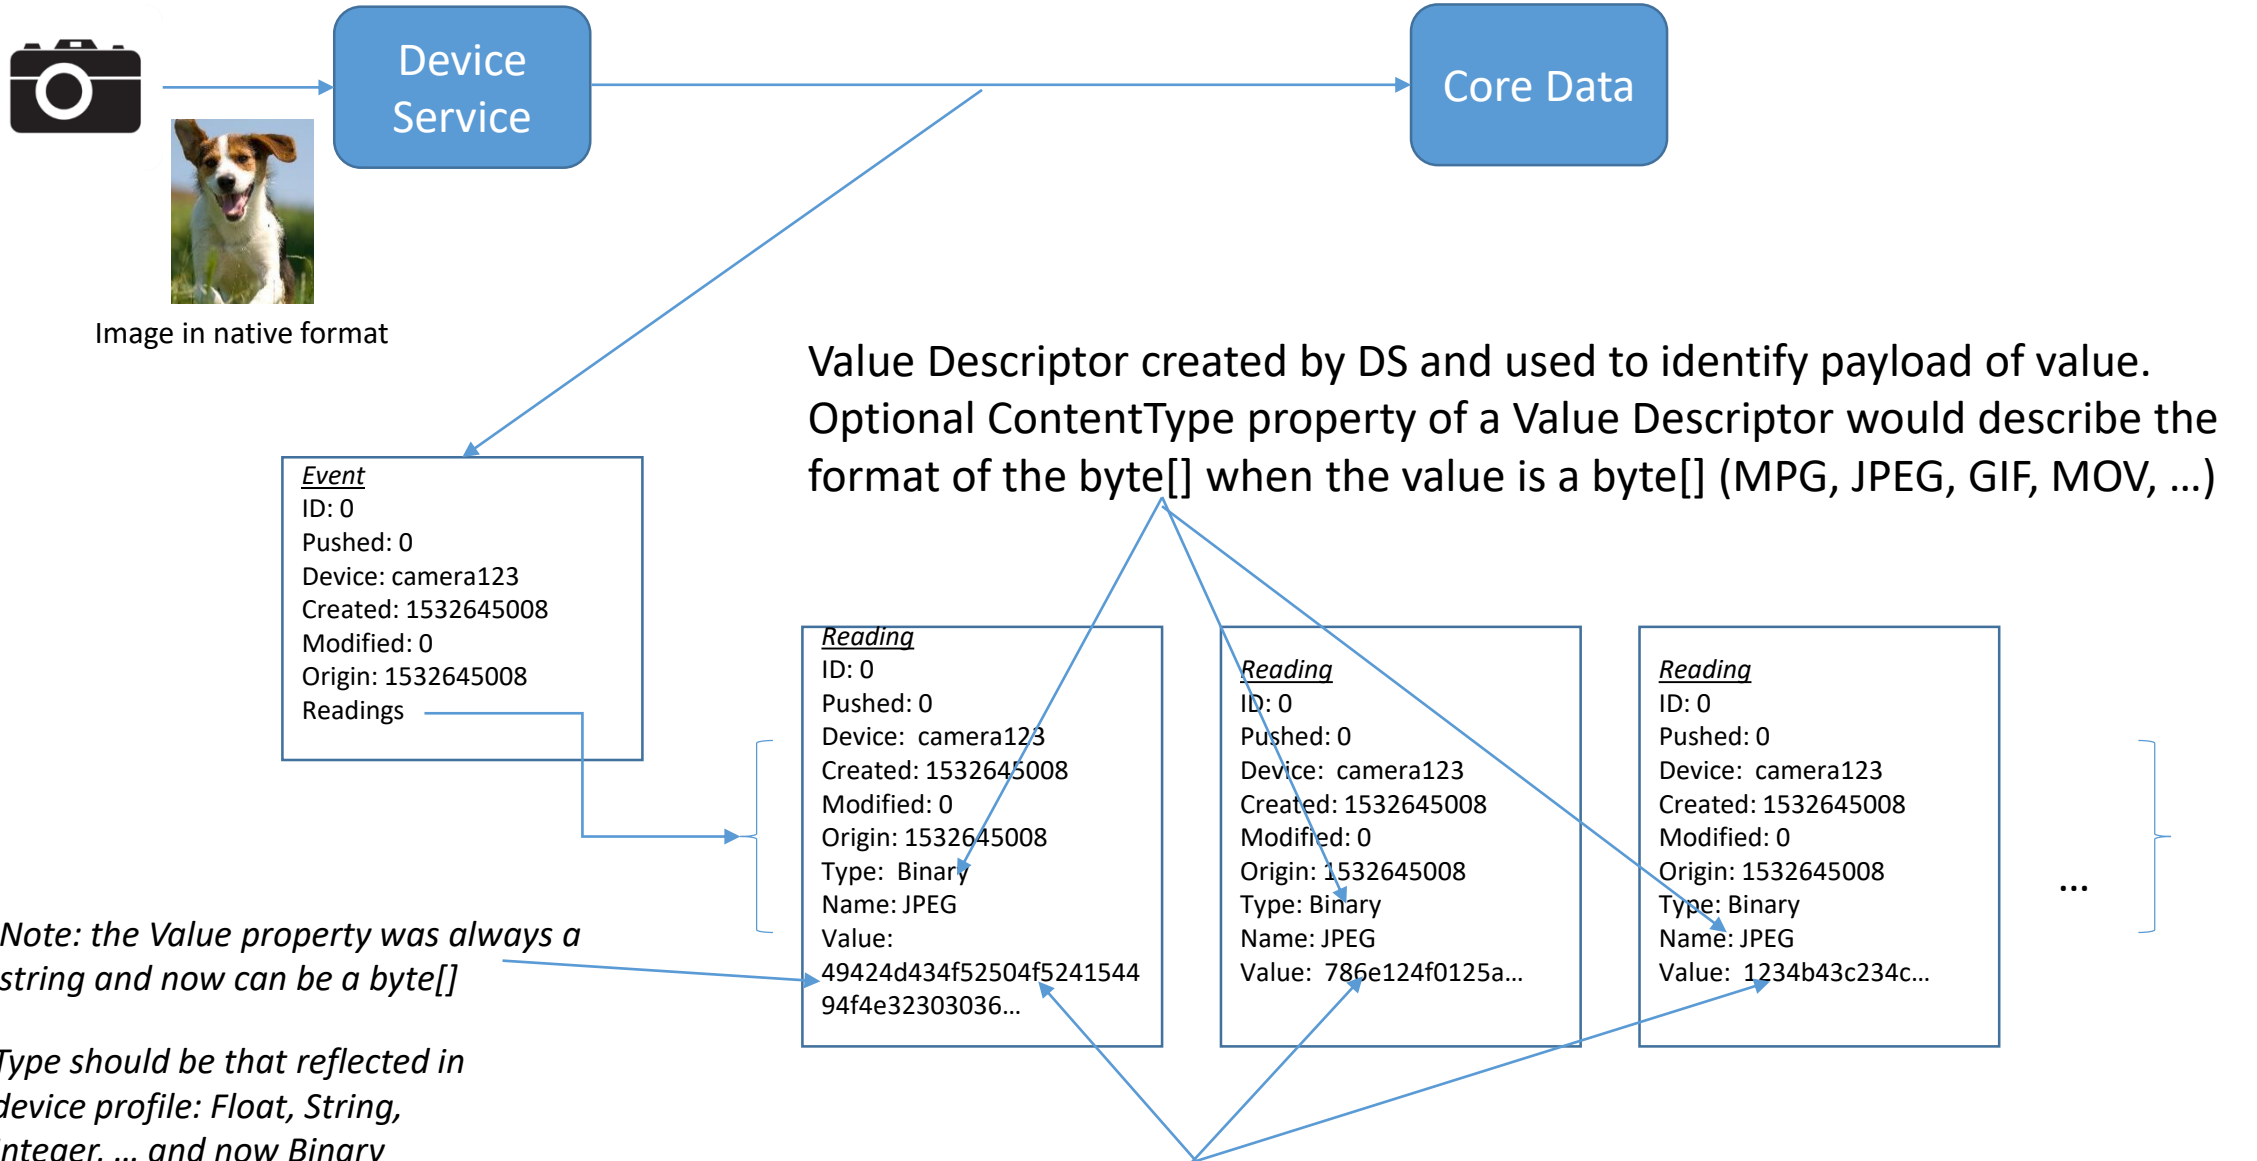 Device
Service
Core Data
Image in native format
Value Descriptor created by DS and used to identify payload of value.
Optional ContentType property of a Value Descriptor would describe the
format of the byte[] when the value is a byte[] (MPG, JPEG, GIF, MOV, …)
Event
ID: 0
Pushed: 0
Device: camera123
Created: 1532645008
Modified: 0
Origin: 1532645008
Readings
Reading
ID: 0
Pushed: 0
Device:  camera123
Created: 1532645008
Modified: 0
Origin: 1532645008
Type:  Binary
Name: JPEG
Value:
49424d434f52504f5241544
94f4e32303036…
Reading
ID: 0
Pushed: 0
Device:  camera123
Created: 1532645008
Modified: 0
Origin: 1532645008
Type: Binary
Name: JPEG
Value:  786e124f0125a…
Reading
ID: 0
Pushed: 0
Device:  camera123
Created: 1532645008
Modified: 0
Origin: 1532645008
Type: Binary
Name: JPEG
Value:  1234b43c234c…
…
Note: the Value property was always a
string and now can be a byte[]
Type should be that reflected in
device profile: Float, String,
Integer, … and now Binary